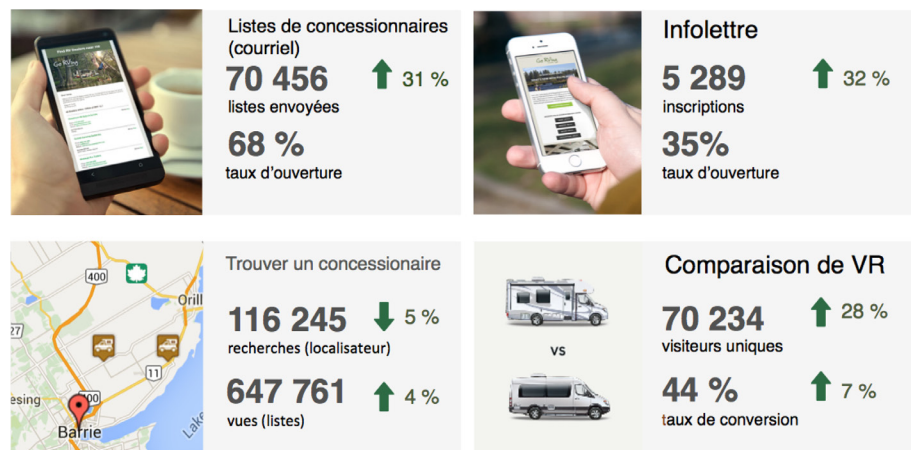 Listes de concessionnaires
(courriel)
70 456
31 %
listes envoyées
68 %
taux d'ouverture
Infolettre
5 289
32 %
inscriptions
35%
taux d'ouverture
400
Orill
27
11
esing
400
Barrie
Lake
Trouver un concessionaire
116 245
5 %
recherches (localisateur)
647 761
4 %
vues (listes)
Comparaison de VR
vs
70 234
28 %
visiteurs uniques
44 %
7 %
taux de conversion